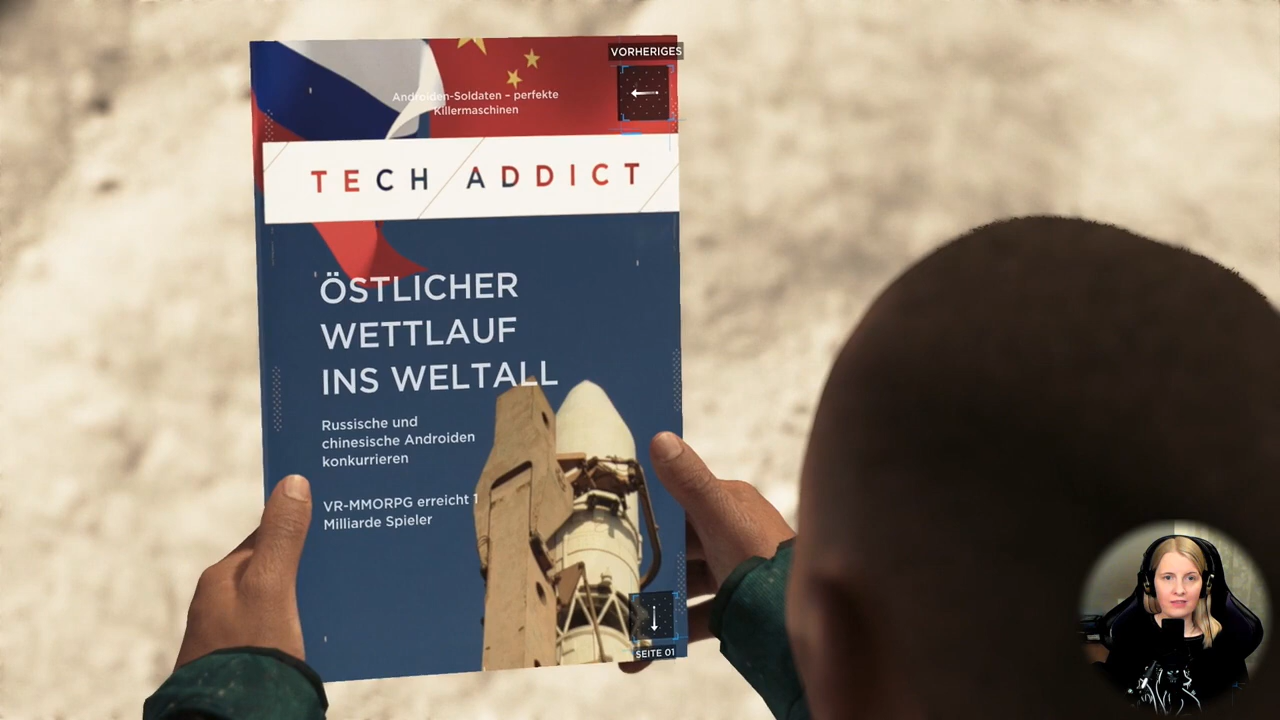 VORHERIGES
Androiden-Soldaten – perfekte
Killermaschinen
TECH ADDICT
ÖSTLICHER
WETTLAUF
INS WELTALL
Russische und
chinesische Androiden
konkurrieren
VR-MMORPG erreicht 1
Milliarde Spieler
SEITE 01